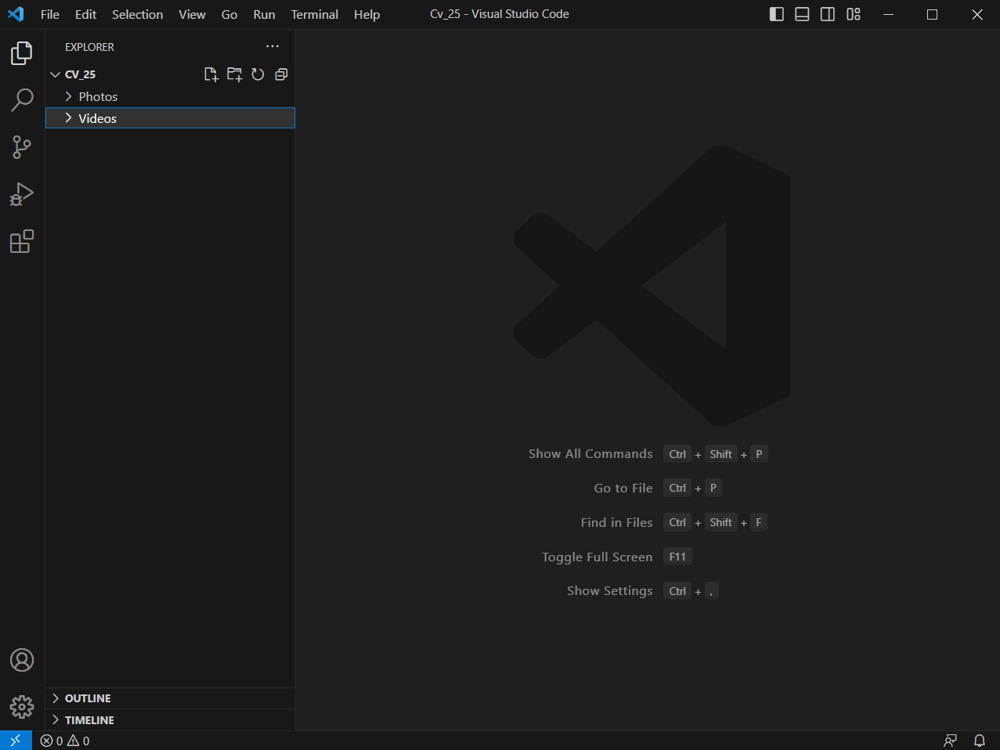 File Edit Selection View Go Run Terminal Help Cv_25 - Visual Studio Code
EXPLORER
CV_25
Photos
Videos
Show All Commands Ctrl + Shift + P
Go to File Ctrl + P
Find in Files Ctrl + Shift + F
Toggle Full Screen F11
Show Settings Ctrl + ,
OUTLINE
TIMELINE
0 0